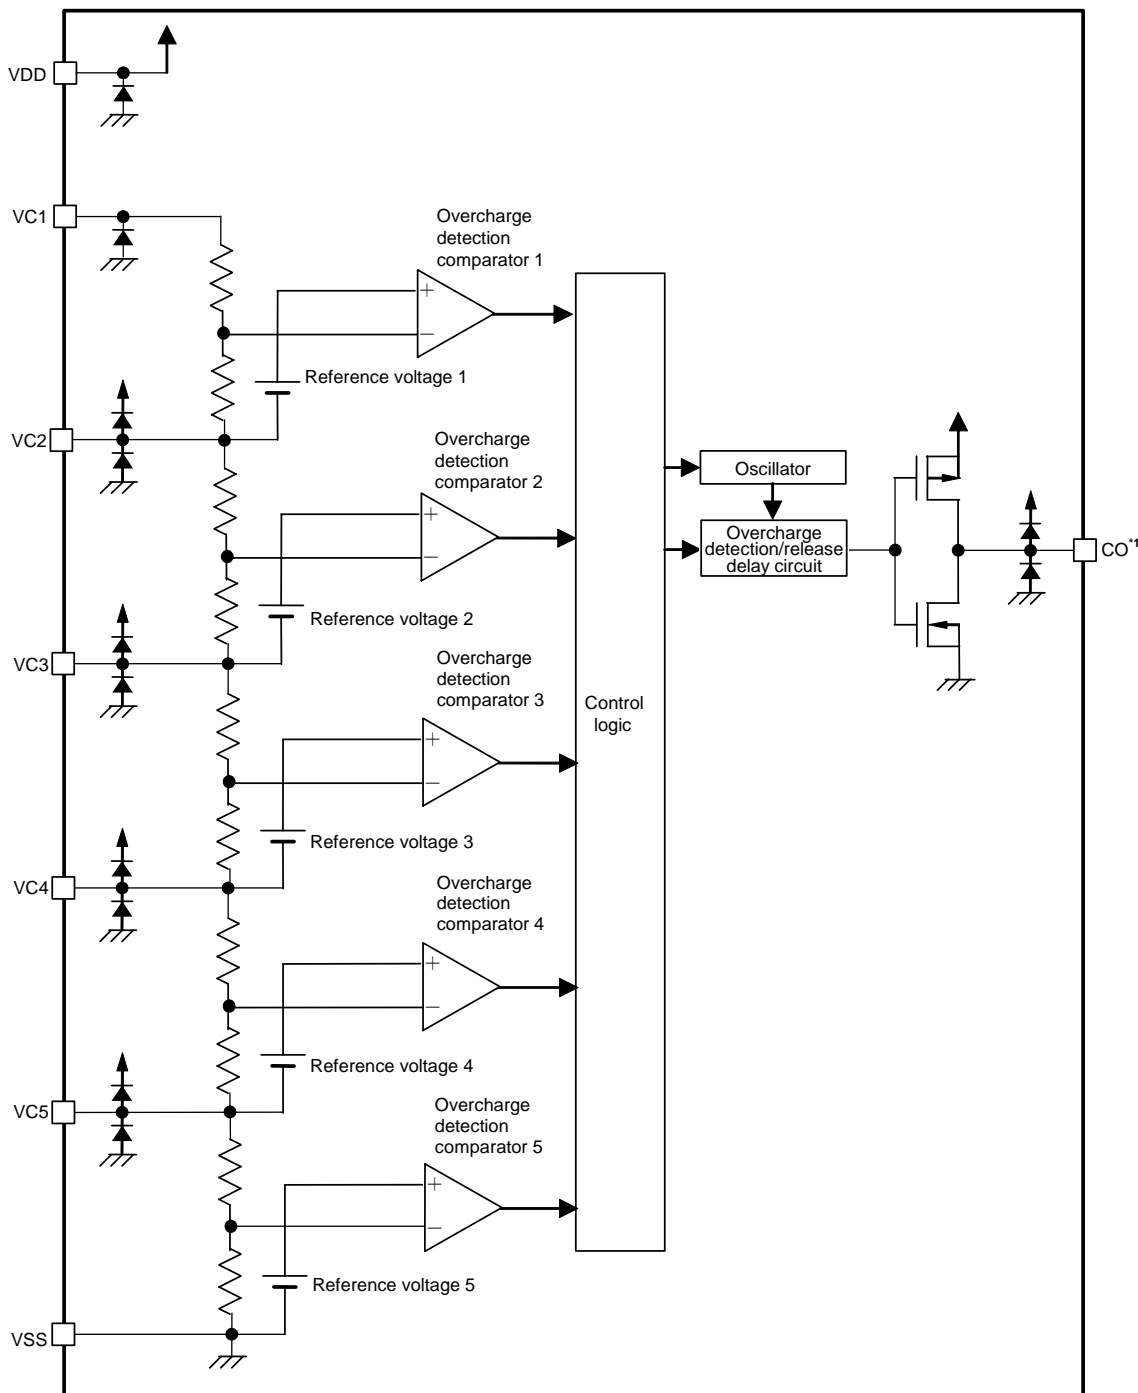 VDD
VC1
Overcharge
detection
comparator 1
+
−
Reference voltage 1
VC2
Overcharge
detection
comparator 2
+
−
Reference voltage 2
VC3
Overcharge
detection
comparator 3
+
−
Reference voltage 3
VC4
Overcharge
detection
comparator 4
+
−
Reference voltage 4
VC5
Overcharge
detection
comparator 5
+
−
Reference voltage 5
VSS
Control
logic
Oscillator
Overcharge
detection/release
delay circuit
CO*1